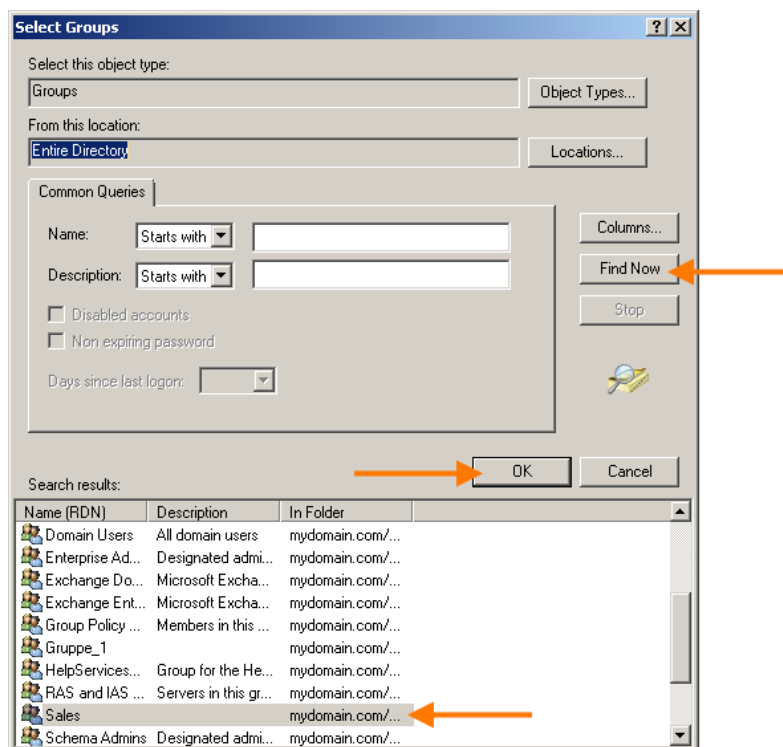 Select Groups
Select this object type:
Groups
Object Types...
From this location:
Entire Directory
Locations...
Common Queries
Name: Starts with
Columns...
Description: Starts with
Find Now
Disabled accounts
Stop
Non expiring password
Days since last logon:
OK Cancel
Search results:
Name (RDN) Description In Folder
Domain Users All domain users mydomain.com/...
Enterprise Ad... Designated admi... mydomain.com/...
Exchange Do... Microsoft Excha... mydomain.com/...
Exchange Ent... Microsoft Excha... mydomain.com/...
Group Policy ... Members in this ... mydomain.com/...
Gruppe_1 mydomain.com/...
HelpServices... Group for the He... mydomain.com/...
RAS and IAS ... Servers in this gr... mydomain.com/...
Sales mydomain.com/...
Schema Admins Designated admi... mydomain.com/...